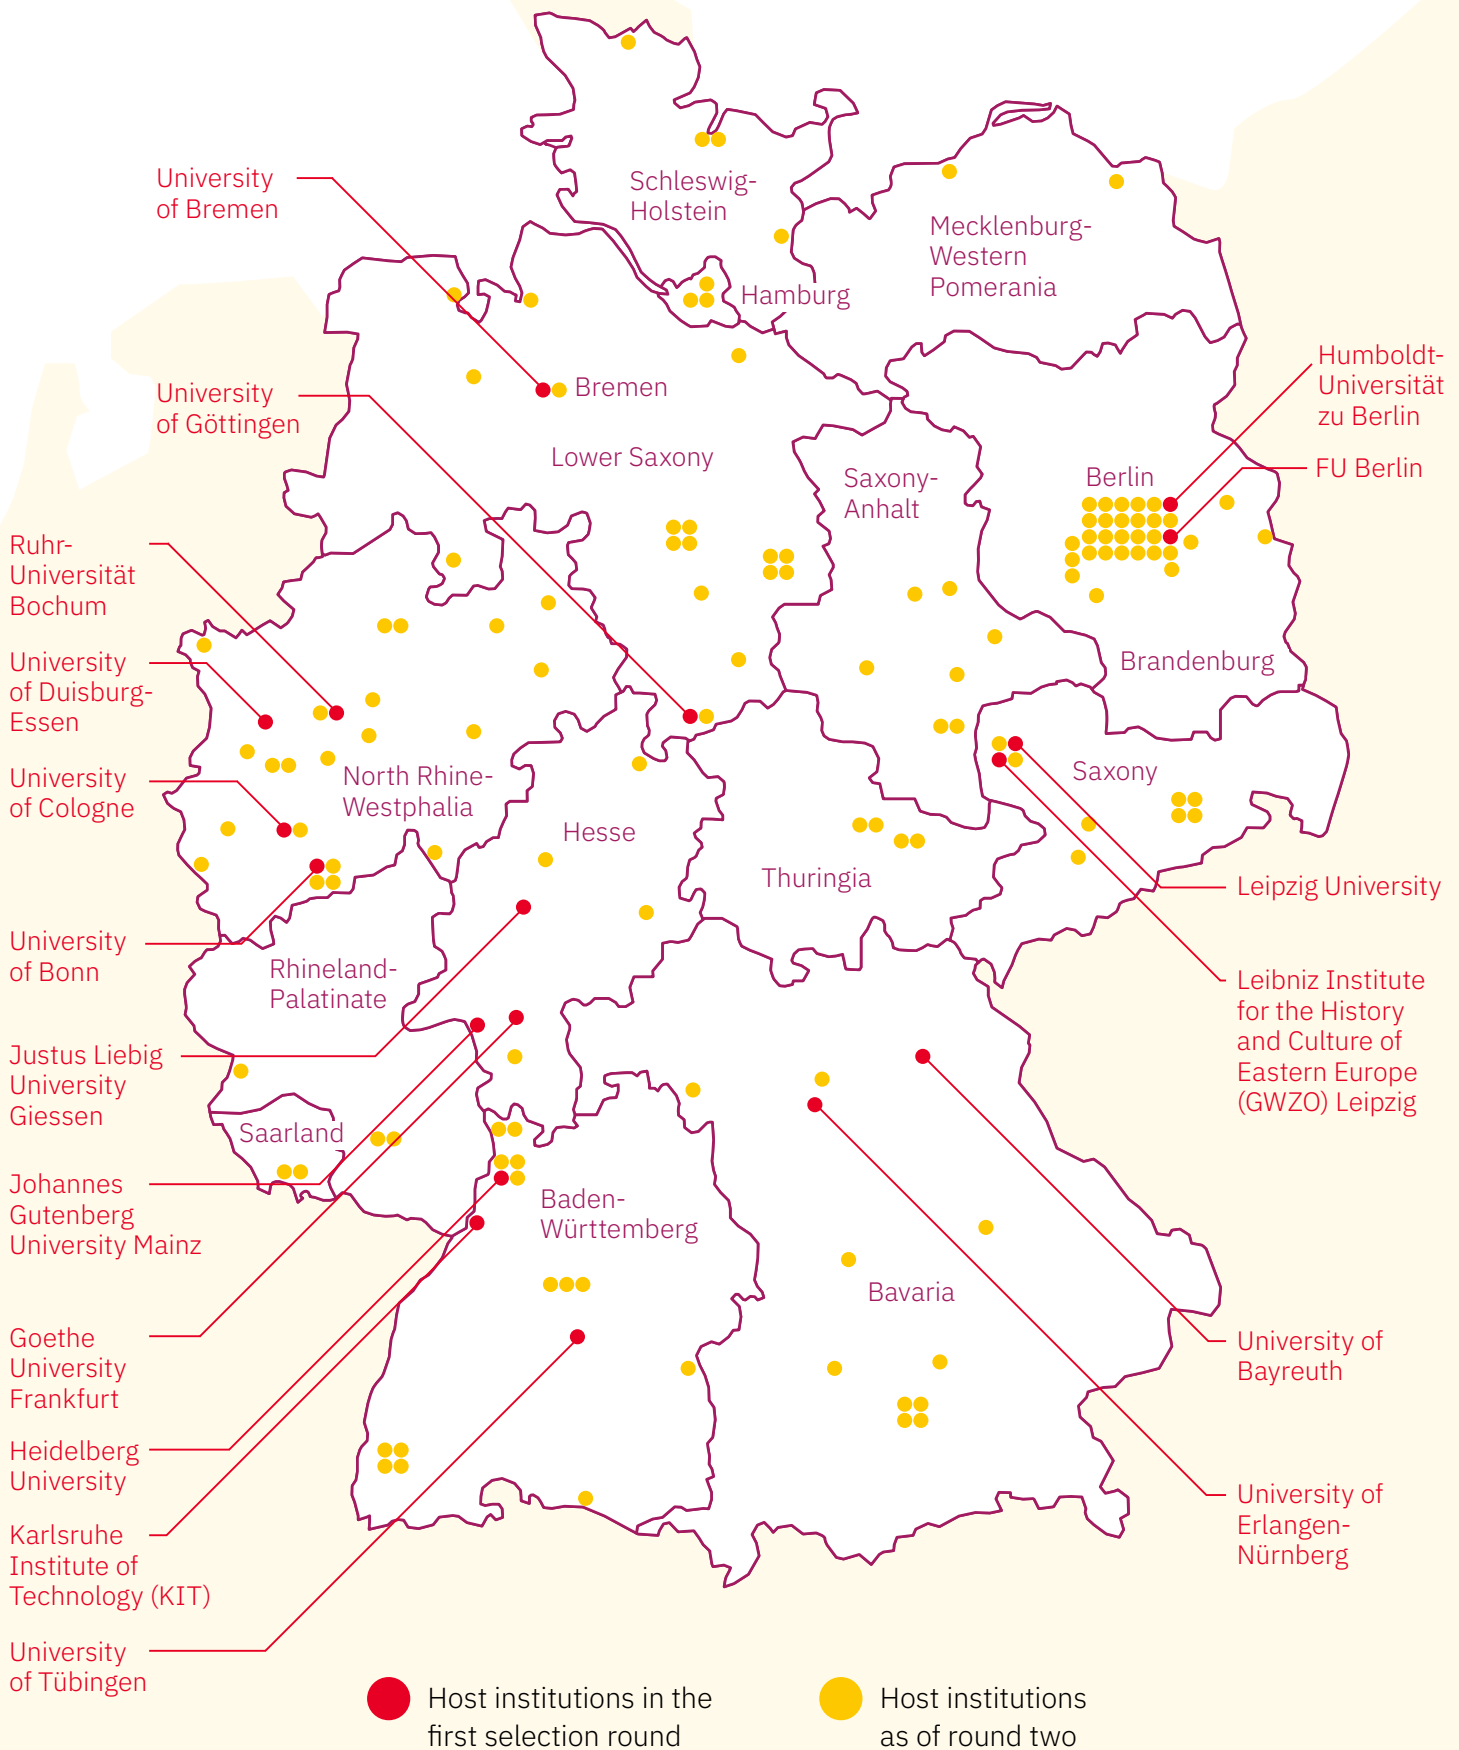 University
of Bremen
University
of Göttingen
Ruhr-
Universität
Bochum
University
of Duisburg-
Essen
University
of Cologne
University
of Bonn
Justus Liebig
University
Giessen
Johannes
Gutenberg
University Mainz
Goethe
University
Frankfurt
Heidelberg
University
Karlsruhe
Institute of
Technology (KIT)
University
of Tübingen
Schleswig-
Holstein
Mecklenburg-
Western
Pomerania
Hamburg
Bremen
Lower Saxony
Saxony-
Anhalt
Berlin
Brandenburg
North Rhine-
Westphalia
Hesse
Thuringia
Saxony
Rhineland-
Palatinate
Saarland
Baden-
Württemberg
Bavaria
Humboldt-
Universität
zu Berlin
FU Berlin
Leipzig University
Leibniz Institute
for the History
and Culture of
Eastern Europe
(GWZO) Leipzig
University of
Bayreuth
University of
Erlangen-
Nürnberg
Host institutions in the
first selection round
Host institutions
as of round two